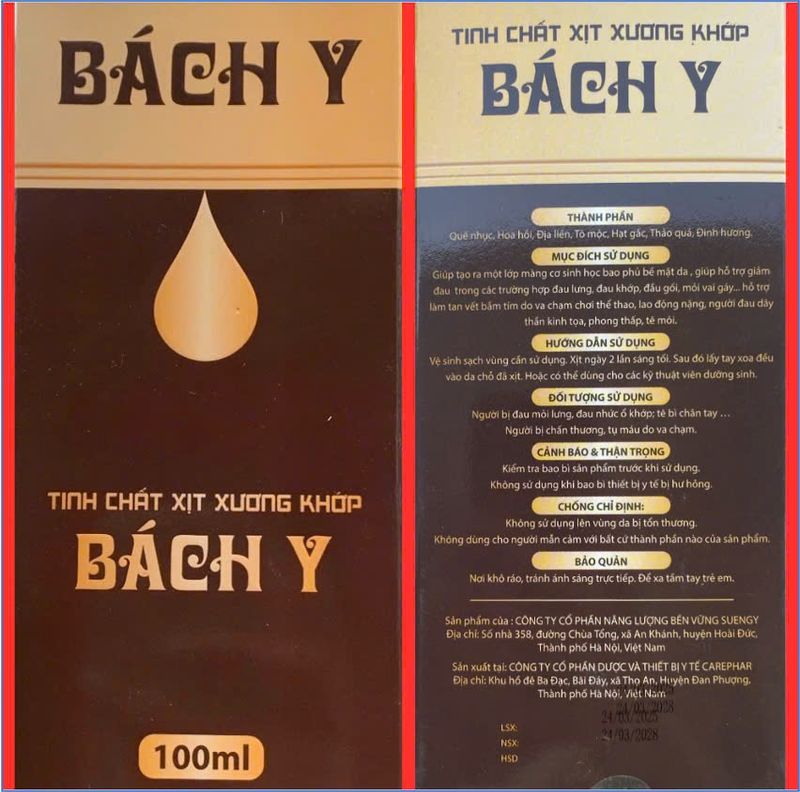 BÁCH Y
TINH CHẤT XỊT XƯƠNG KHỚP
BÁCH Y
100ml
TINH CHẤT XỊT XƯƠNG KHỚP
BÁCH Y
THÀNH PHẦN
Quế nhục, Hoa hồi, Địa liền, Tô mộc, Hạt gấc, Thảo quả, Đinh hương.
MỤC ĐÍCH SỬ DỤNG
Giúp tạo ra một lớp màng cơ sinh học bao phủ bề mặt da , giúp hỗ trợ giảm
đau trong các trường hợp đau lưng, đau khớp, đầu gối, mỏi vai gáy... hỗ trợ
làm tan vết bầm tím do va chạm chơi thể thao, lao động nặng, người đau dây
thần kinh tọa, phong thấp, tê mỏi.
HƯỚNG DẪN SỬ DỤNG
Vệ sinh sạch vùng cần sử dụng. Xịt ngày 2 lần sáng tối. Sau đó lấy tay xoa đều
vào da chỗ đã xịt. Hoặc có thể dùng cho các kỹ thuật viên dưỡng sinh.
ĐỐI TƯỢNG SỬ DỤNG
Người bị đau mỏi lưng, đau nhức ổ khớp; tê bì chân tay ...
Người bị chấn thương, tụ máu do va chạm.
CẢNH BÁO & THẬN TRỌNG
Kiểm tra bao bì sản phẩm trước khi sử dụng.
Không sử dụng khi bao bì thiết bị y tế bị hư hỏng.
CHỐNG CHỈ ĐỊNH:
Không sử dụng lên vùng da bị tổn thương.
Không dùng cho người mẫn cảm với bất cứ thành phần nào của sản phẩm.
BẢO QUẢN
Nơi khô ráo, tránh ánh sáng trực tiếp. Để xa tầm tay trẻ em.
Sản phẩm của : CÔNG TY CỔ PHẦN NĂNG LƯỢNG BỀN VỮNG SUENGY
Địa chỉ: Số nhà 358, đường Chùa Tổng, xã An Khánh, huyện Hoài Đức,
Thành phố Hà Nội, Việt Nam
Sản xuất tại: CÔNG TY CỔ PHẦN DƯỢC VÀ THIẾT BỊ Y TẾ CAREPHAR
Địa chỉ: Khu hồ đê Ba Đạc, Bãi Đáy, xã Thọ An, Huyện Đan Phượng,
Thành phố Hà Nội, Việt Nam
24/03/2028
24/03/2025
LSX:
24/03/2028
NSX:
HSD